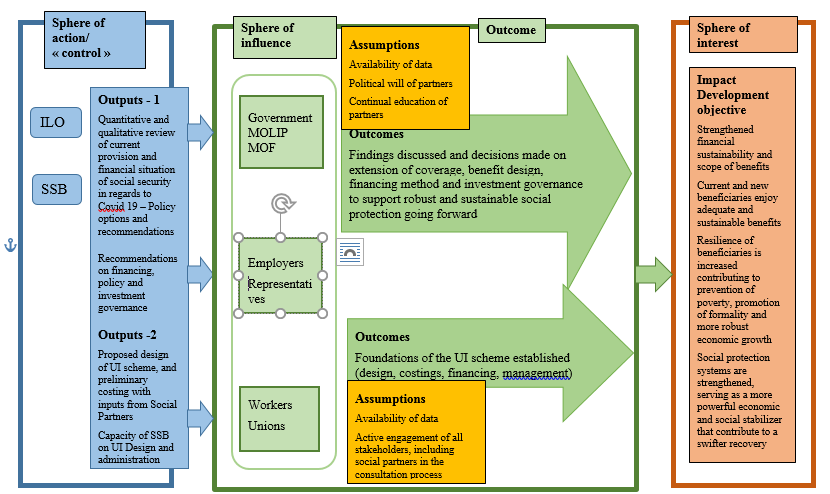 Sphere of
action/
« control »
ILO
SSB
Outputs - 1
Quantitative and
qualitative review
of current
provision and
financial situation
of social security
in regards to
Covid 19 – Policy
options and
recommendations
Recommendations
on financing,
policy and
investment
governance
Outputs -2
Proposed design
of UI scheme, and
preliminary
costing with
inputs from Social
Partners
Capacity of SSB
on UI Design and
administration
Sphere of
influence
Government
MOLIP
MOF
Employers
Representati
ves
Workers
Unions
Assumptions
Availability of data
Political will of partners
Continual education of
partners
Outcome
Outcomes
Findings discussed and decisions made on
extension of coverage, benefit design,
financing method and investment governance
to support robust and sustainable social
protection going forward
Outcomes
Foundations of the UI scheme established
(design, costings, financing, management)
Assumptions
Availability of data
Active engagement of all
stakeholders, including
social partners in the
consultation process
Sphere of
interest
Impact
Development
objective
Strengthened
financial
sustainability and
scope of benefits
Current and new
beneficiaries enjoy
adequate and
sustainable benefits
Resilience of
beneficiaries is
increased
contributing to
prevention of
poverty, promotion
of formality and
more robust
economic growth
Social protection
systems are
strengthened,
serving as a more
powerful economic
and social stabilizer
that contribute to a
swifter recovery